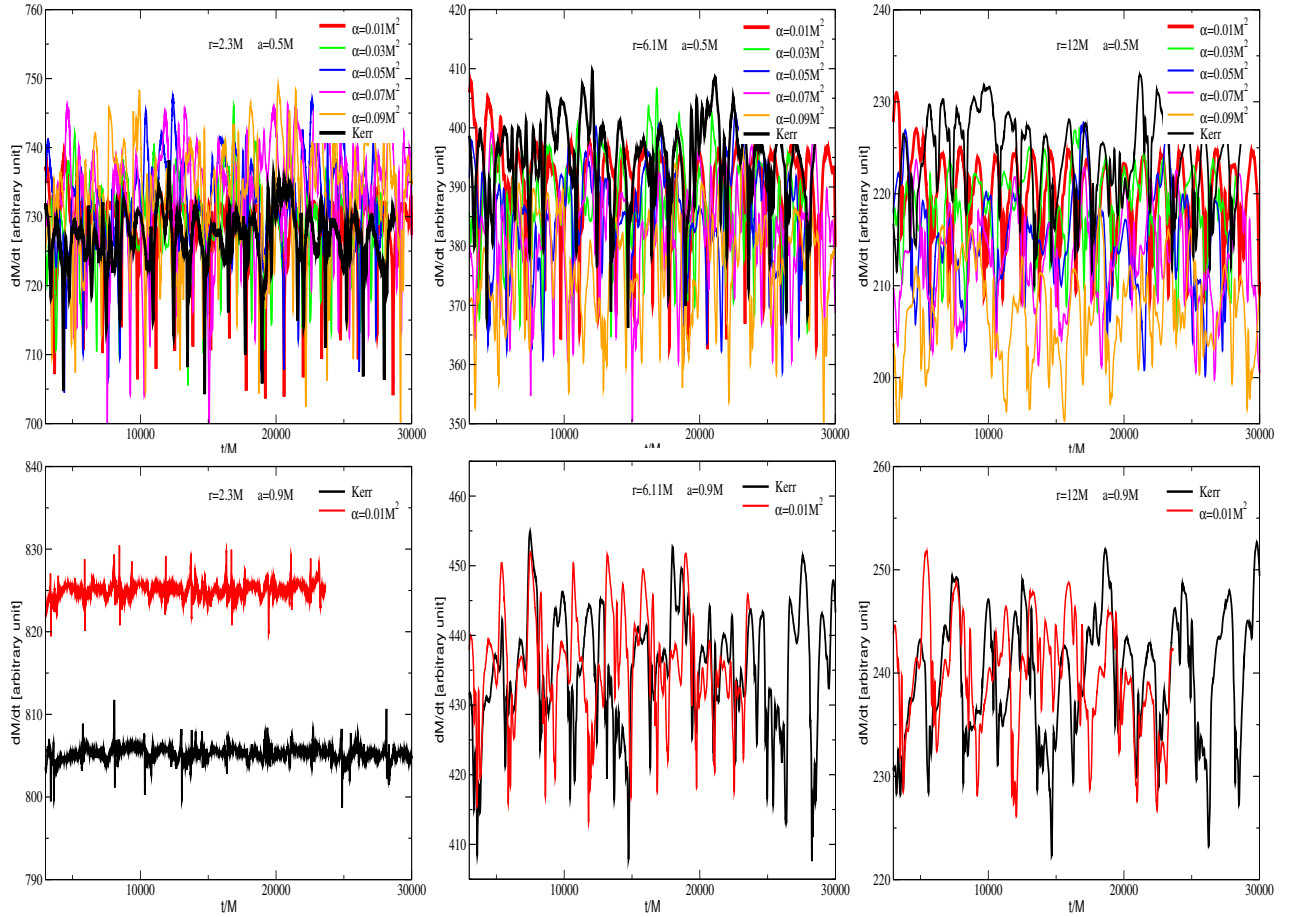 760
750
740
730
720
710
700
dM/dt [arbitrary unit]
10000
20000
30000
t/M
r=2.3M a=0.5M
α=0.01M²
α=0.03M²
α=0.05M²
α=0.07M²
α=0.09M²
Kerr
420
410
400
390
380
370
360
350
dM/dt [arbitrary unit]
10000
20000
30000
t/M
r=6.1M a=0.5M
α=0.01M²
α=0.03M²
α=0.05M²
α=0.07M²
α=0.09M²
Kerr
240
230
220
210
200
dM/dt [arbitrary unit]
10000
20000
30000
t/M
r=12M a=0.5M
α=0.01M²
α=0.03M²
α=0.05M²
α=0.07M²
α=0.09M²
Kerr
840
830
820
810
800
790
dM/dt [arbitrary unit]
10000
20000
30000
t/M
r=2.3M a=0.9M
Kerr
α=0.01M²
460
450
440
430
420
410
dM/dt [arbitrary unit]
10000
20000
30000
t/M
r=6.11M a=0.9M
Kerr
α=0.01M²
260
250
240
230
220
dM/dt [arbitrary unit]
10000
20000
30000
t/M
r=12M a=0.9M
Kerr
α=0.01M²